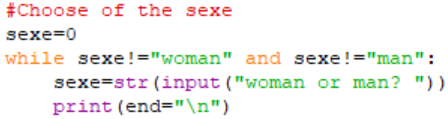 #Choose of the sexe
sexe=0
while sexe!="woman" and sexe!="man":
    sexe=str(input("woman or man? "))
    print(end="\n")